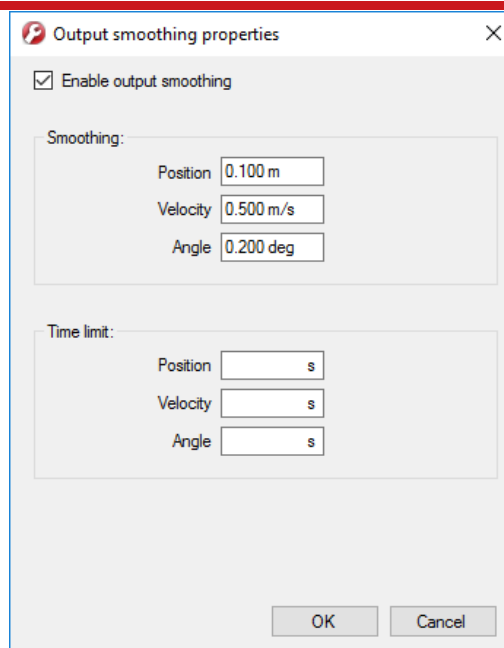 Output smoothing properties
Enable output smoothing
Smoothing:
Position 0.100 m
Velocity 0.500 m/s
Angle 0.200 deg
Time limit:
Position s
Velocity s
Angle s
OK Cancel